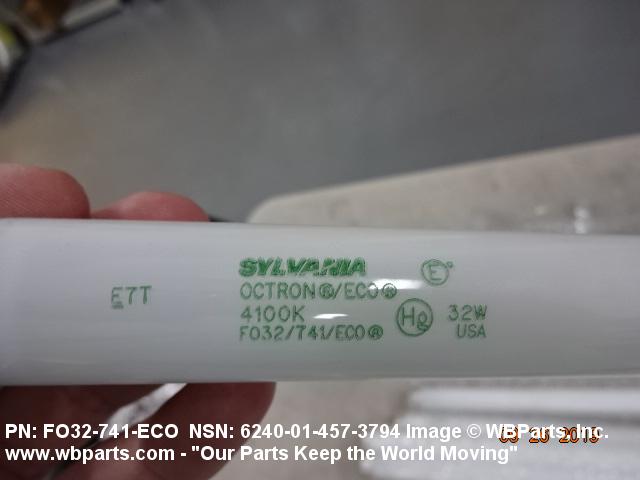 SYLVANIA
E
OCTRON®/ECO®
E7T
4100K
Hg
32W
FO32/741/ECO®
USA
PN: FO32-741-ECO NSN: 6240-01-457-3794 Image © WBParts, Inc.
www.wbparts.com - "Our Parts Keep the World Moving"